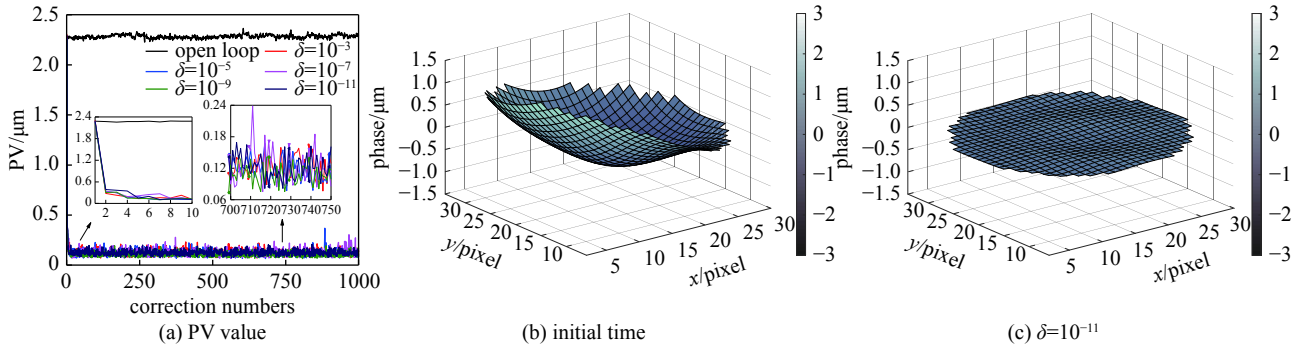 2.5
2.0
1.5
1.0
0.5
0
PV/μm
open loop
δ=10⁻³
δ=10⁻⁵
δ=10⁻⁷
δ=10⁻⁹
δ=10⁻¹¹
2.4
1.8
1.2
0.6
0
2 4 6 8 10
0.24
0.18
0.12
0.06
700 710 720 730 740 750
0 250 500 750 1000
correction numbers
(a) PV value
phase/μm
1.5
1.0
0.5
0
−0.5
−1.0
−1.5
30
25
20
15
10
y/pixel
5 10 15 20 25 30
x/pixel
3
2
1
0
−1
−2
−3
(b) initial time
phase/μm
1.5
1.0
0.5
0
−0.5
−1.0
−1.5
30
25
20
15
10
y/pixel
5 10 15 20 25 30
x/pixel
3
2
1
0
−1
−2
−3
(c) δ=10⁻¹¹